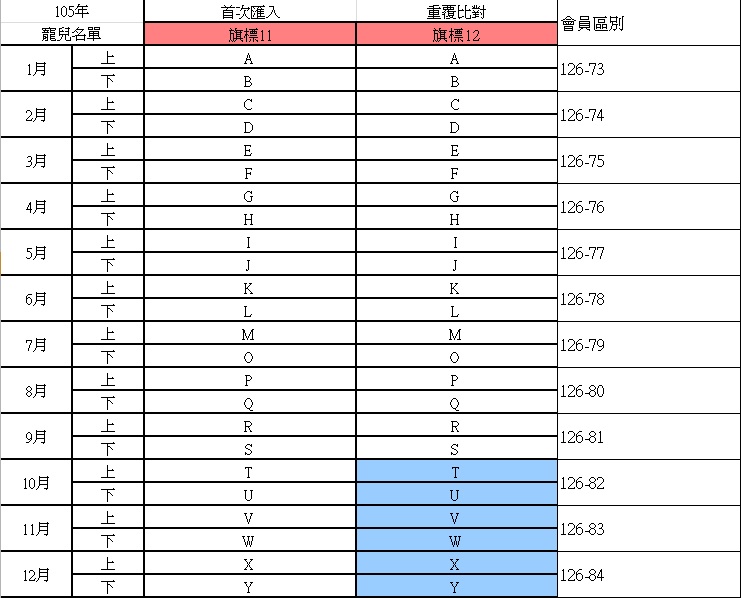 105年 首次匯入 重覆比對 會員區別
寵兒名單 旗標11 旗標12
1月 上 A A 126-73
下 B B
2月 上 C C 126-74
下 D D
3月 上 E E 126-75
下 F F
4月 上 G G 126-76
下 H H
5月 上 I I 126-77
下 J J
6月 上 K K 126-78
下 L L
7月 上 M M 126-79
下 O O
8月 上 P P 126-80
下 Q Q
9月 上 R R 126-81
下 S S
10月 上 T T 126-82
下 U U
11月 上 V V 126-83
下 W W
12月 上 X X 126-84
下 Y Y